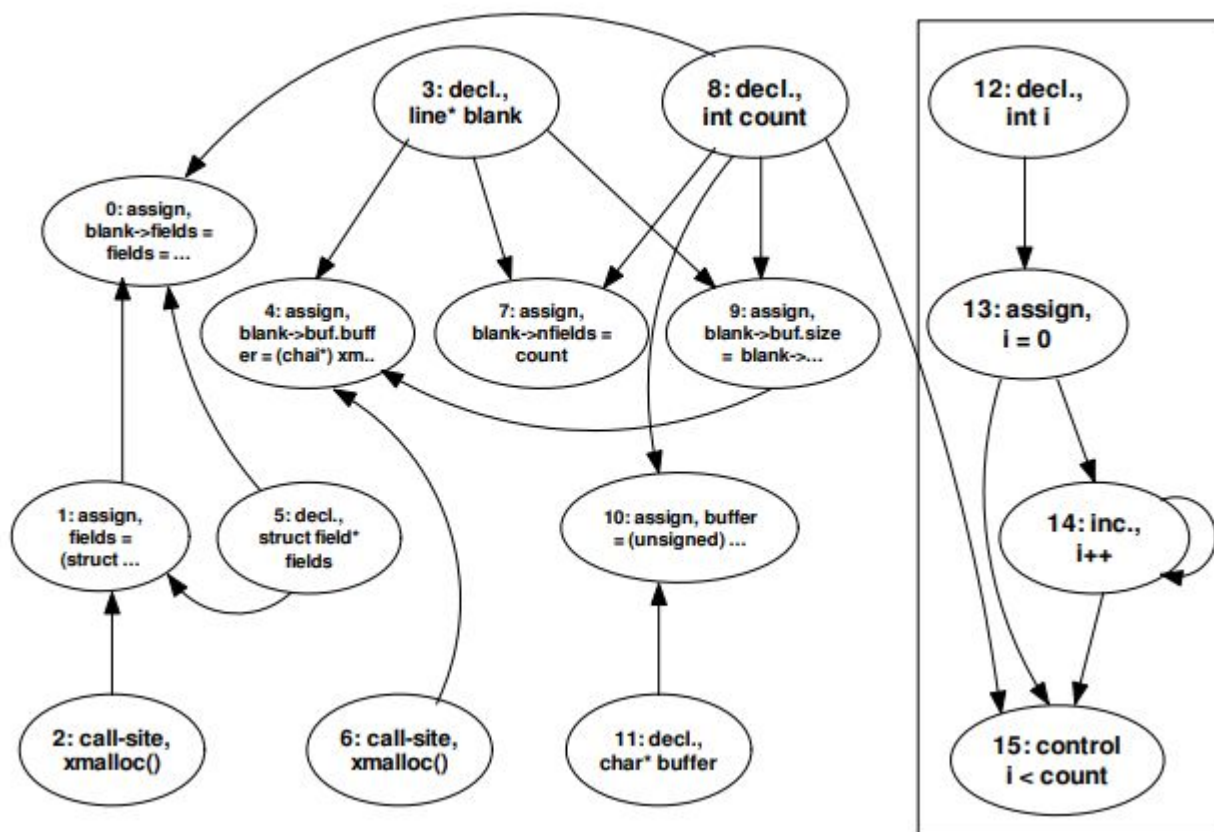 3: decl.,
line* blank
8: decl.,
int count
12: decl.,
int i
0: assign,
blank->fields =
fields = ...
4: assign,
blank->buf.buff
er = (chai*) xm..
7: assign,
blank->nfields =
count
9: assign,
blank->buf.size
= blank->...
13: assign,
i = 0
1: assign,
fields =
(struct ...
5: decl.,
struct field*
fields
10: assign, buffer
= (unsigned) ...
14: inc.,
i++
2: call-site,
xmalloc()
6: call-site,
xmalloc()
11: decl.,
char* buffer
15: control
i < count